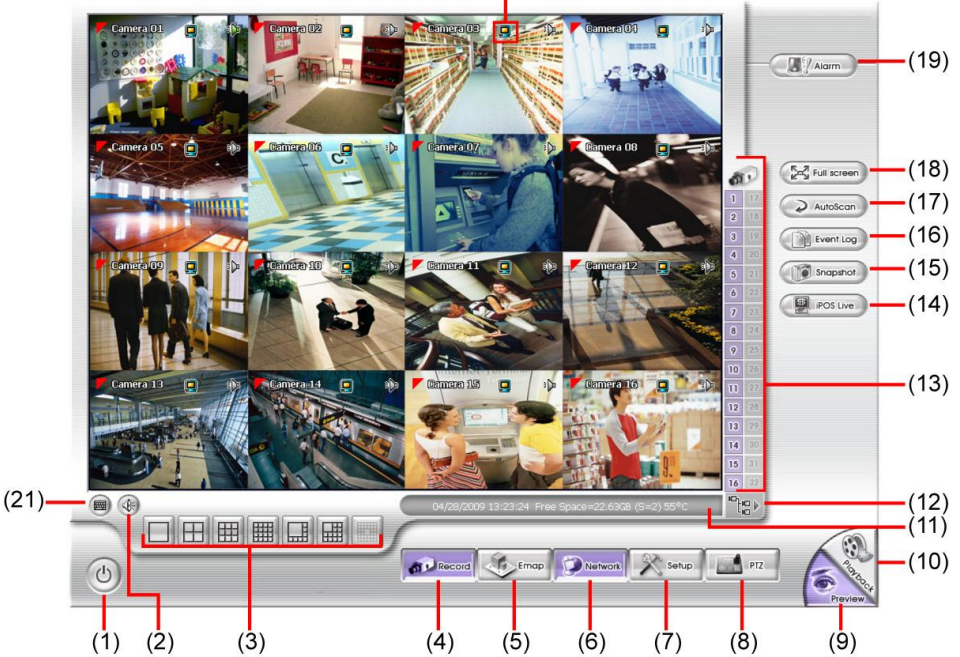 Camera 01
Camera 02
Camera 03
Camera 04
Camera 05
Camera 06
Camera 07
Camera 08
Camera 09
Camera 10
Camera 11
Camera 12
Camera 13
Camera 14
Camera 15
Camera 16
C.
Alarm
(19)
Full screen
(18)
AutoScan
(17)
Event Log
(16)
Snapshot
(15)
iPOS Live
(14)
1 17
2 18
3 19
4 20
5 21
6 22
7 23
8 24
9 25
10 26
11 27
12 28
13 29
14 30
15 31
16 32
(13)
(12)
(11)
(21)
04/28/2009 13:23:24 Free Space=22.63GB (S=2) 55°C
Record
Emap
Network
Setup
PTZ
Playback
Preview
(10)
(1)
(2)
(3)
(4)
(5)
(6)
(7)
(8)
(9)